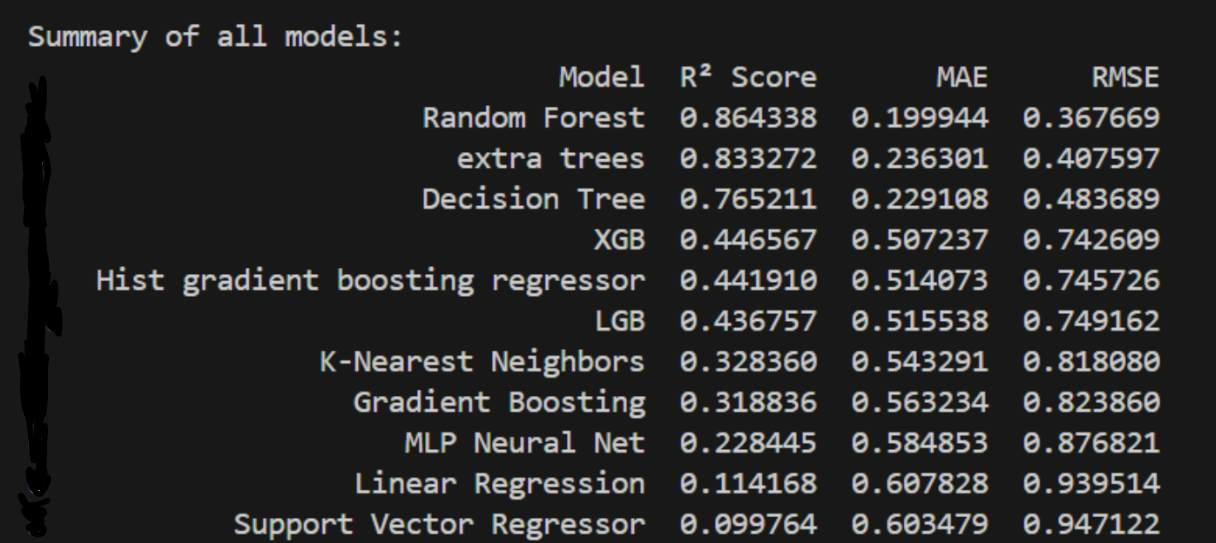 Summary of all models:
Model R² Score MAE RMSE
Random Forest 0.864338 0.199944 0.367669
extra trees 0.833272 0.236301 0.407597
Decision Tree 0.765211 0.229108 0.483689
XGB 0.446567 0.507237 0.742609
Hist gradient boosting regressor 0.441910 0.514073 0.745726
LGB 0.436757 0.515538 0.749162
K-Nearest Neighbors 0.328360 0.543291 0.818080
Gradient Boosting 0.318836 0.563234 0.823860
MLP Neural Net 0.228445 0.584853 0.876821
Linear Regression 0.114168 0.607828 0.939514
Support Vector Regressor 0.099764 0.603479 0.947122